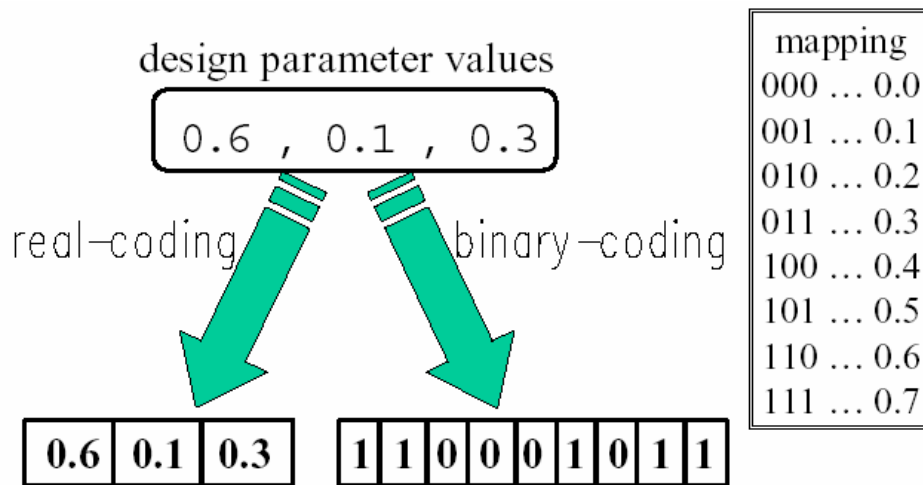 design parameter values
0.6 , 0.1 , 0.3
real-coding
binary-coding
0.6 0.1 0.3
1 1 0 0 0 1 0 1 1
mapping
000 ... 0.0
001 ... 0.1
010 ... 0.2
011 ... 0.3
100 ... 0.4
101 ... 0.5
110 ... 0.6
111 ... 0.7